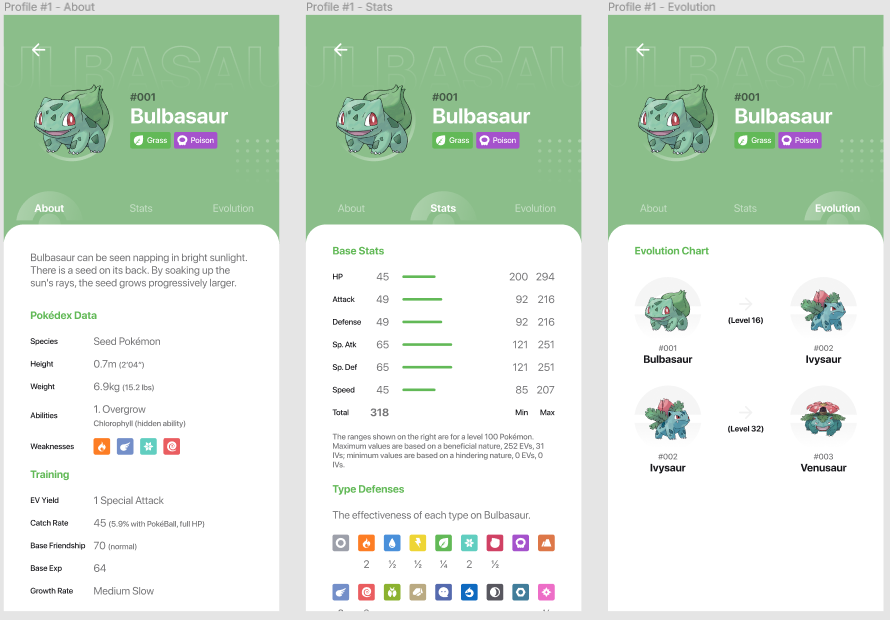 Profile #1 - About
#001
Bulbasaur
Grass Poison
About Stats Evolution
Bulbasaur can be seen napping in bright sunlight.
There is a seed on its back. By soaking up the
sun's rays, the seed grows progressively larger.
Pokédex Data
Species Seed Pokémon
Height 0.7m (2'04")
Weight 6.9kg (15.2 lbs)
Abilities 1. Overgrow
Chlorophyll (hidden ability)
Weaknesses
Training
EV Yield 1 Special Attack
Catch Rate 45 (5.9% with PokéBall, full HP)
Base Friendship 70 (normal)
Base Exp 64
Growth Rate Medium Slow
Profile #1 - Stats
#001
Bulbasaur
Grass Poison
About Stats Evolution
Base Stats
HP 45 200 294
Attack 49 92 216
Defense 49 92 216
Sp. Atk 65 121 251
Sp. Def 65 121 251
Speed 45 85 207
Total 318 Min Max
The ranges shown on the right are for a level 100 Pokémon.
Maximum values are based on a beneficial nature, 252 EVs, 31
IVs; minimum values are based on a hindering nature, 0 EVs, 0
IVs.
Type Defenses
The effectiveness of each type on Bulbasaur.
2 ½ ½ ¼ 2 ½
Profile #1 - Evolution
#001
Bulbasaur
Grass Poison
About Stats Evolution
Evolution Chart
(Level 16)
#001 #002
Bulbasaur Ivysaur
(Level 32)
#002 #003
Ivysaur Venusaur